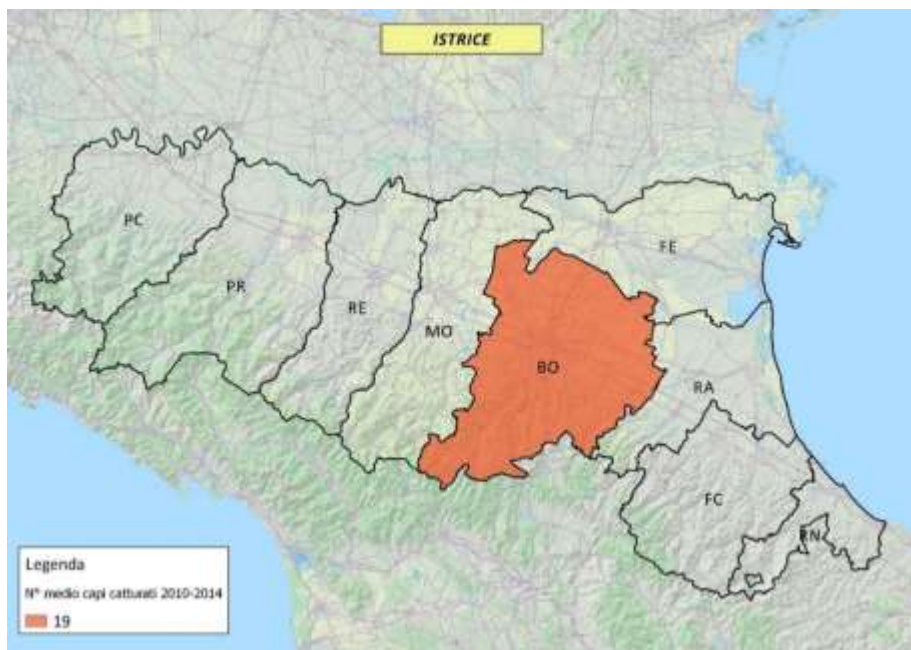 ISTRICE
PC
PR
RE
MO
FE
BO
RA
FC
RN
Legenda
N° medio capi catturati 2010-2014
19